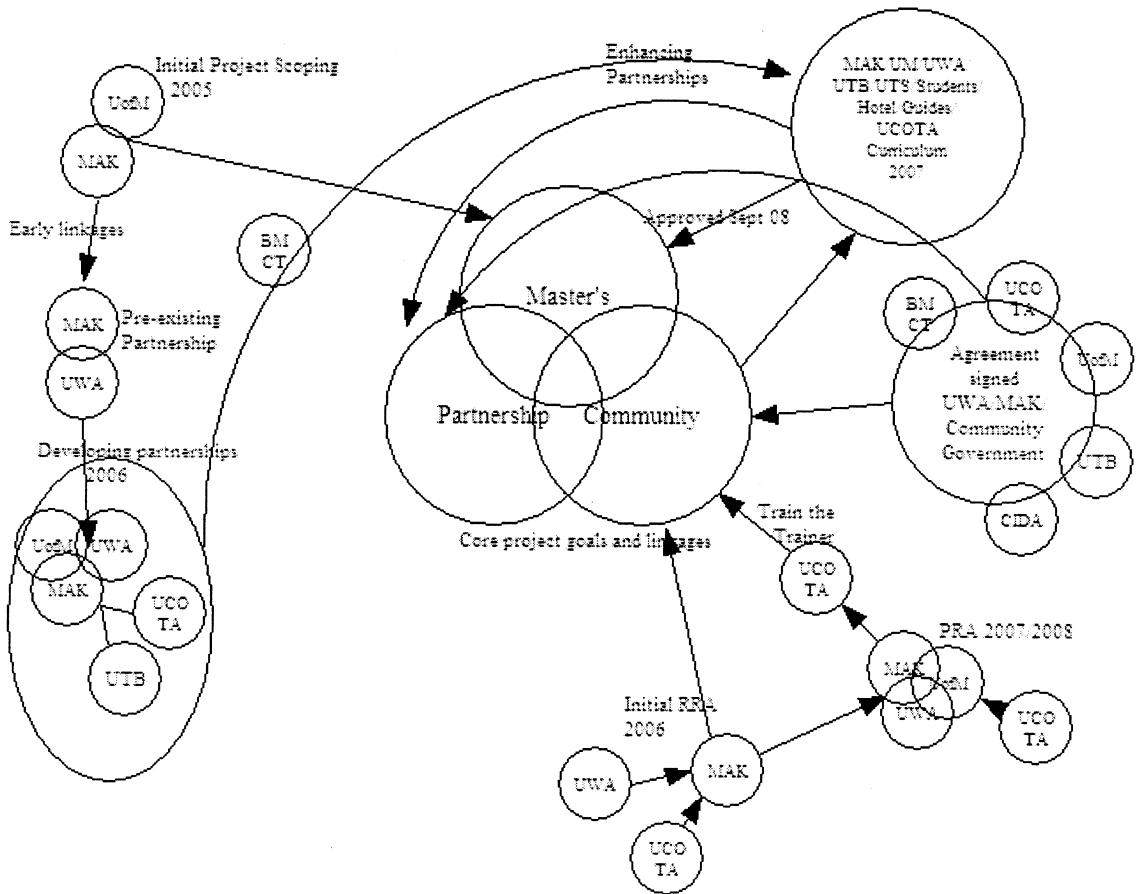 Initial Project Scoping
2005
UofM
MAK
Early linkages
MAK
Pre-existing
Partnership
UWA
Developing partnerships
2006
UofM
UWA
MAK
UCO
TA
UTB
BM
CT
Enhancing
Partnerships
MAK UM UWA/
UTB UTS Students/
Hotel Guides/
UCOTA
Curriculum
2007
Approved Sept 08
Master's
Partnership
Community
Core project goals and linkages
BM
CT
UCO
TA
UofM
UTB
CIDA
Agreement
signed
UWA/MAK/
Community
Government
Train the
Trainer
UCO
TA
PRA 2007/2008
MAK
UofM
UWA
UCO
TA
Initial RRA
2006
UWA
MAK
UCO
TA